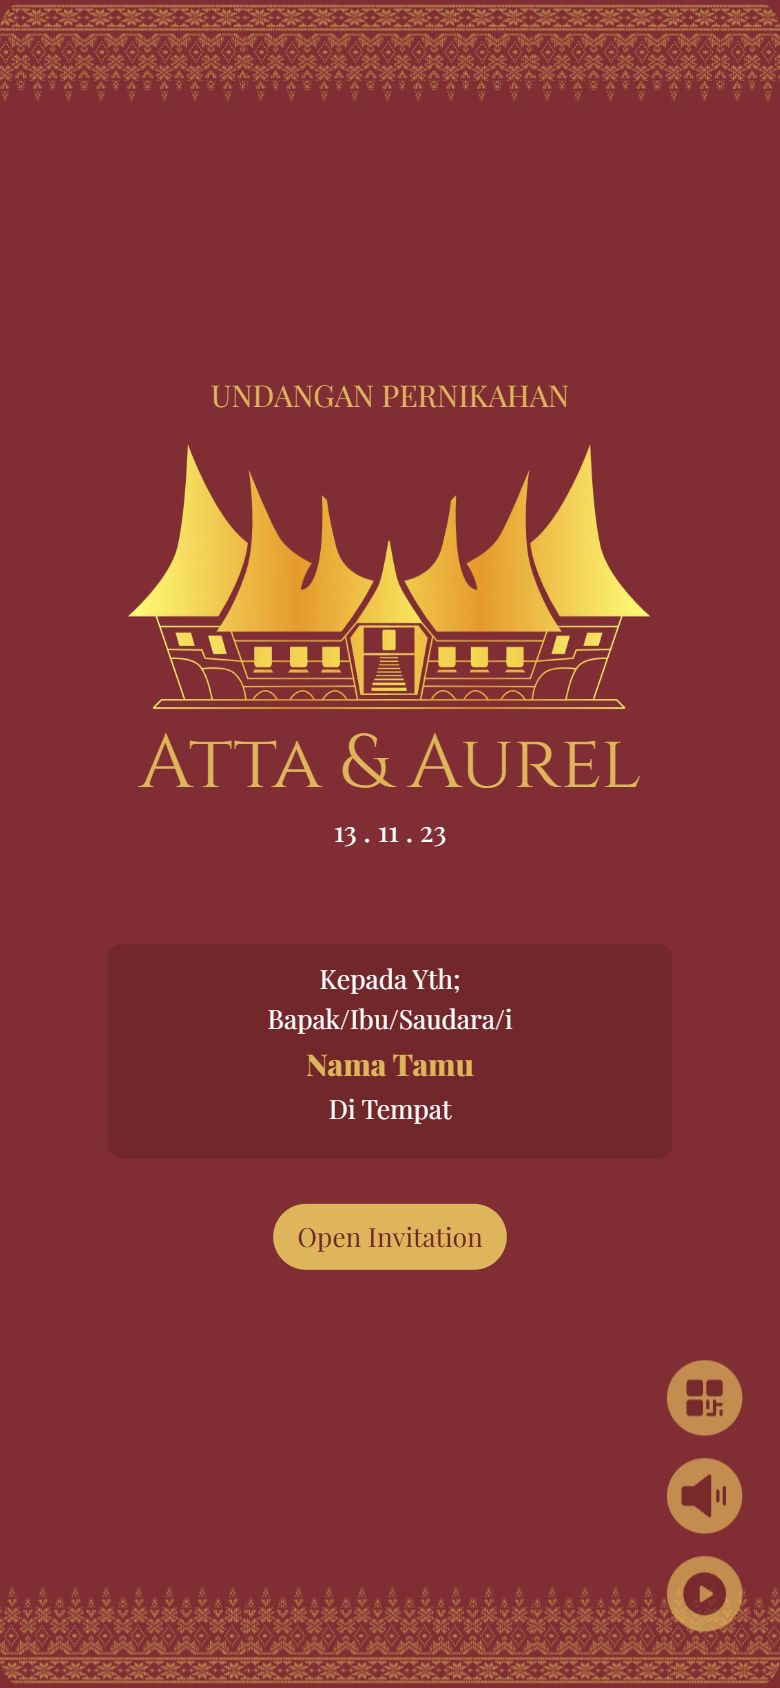 UNDANGAN PERNIKAHAN
ATTA & AUREL
13 . 11 . 23
Kepada Yth;
Bapak/Ibu/Saudara/i
Nama Tamu
Di Tempat
Open Invitation